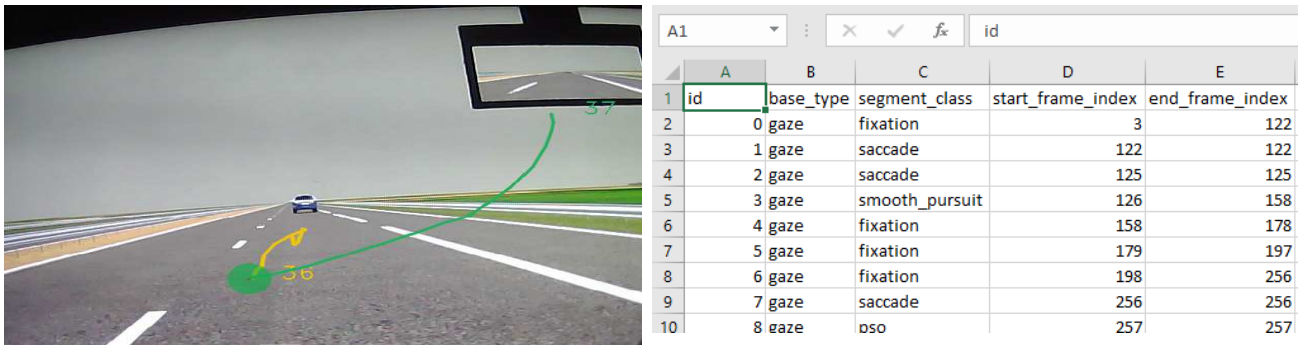 37
36
A1 fx id
A B C D E
1 id base_type segment_class start_frame_index end_frame_index
2 0 gaze fixation 3 122
3 1 gaze saccade 122 122
4 2 gaze saccade 125 125
5 3 gaze smooth_pursuit 126 158
6 4 gaze fixation 158 178
7 5 gaze fixation 179 197
8 6 gaze fixation 198 256
9 7 gaze saccade 256 256
10 8 gaze pso 257 257